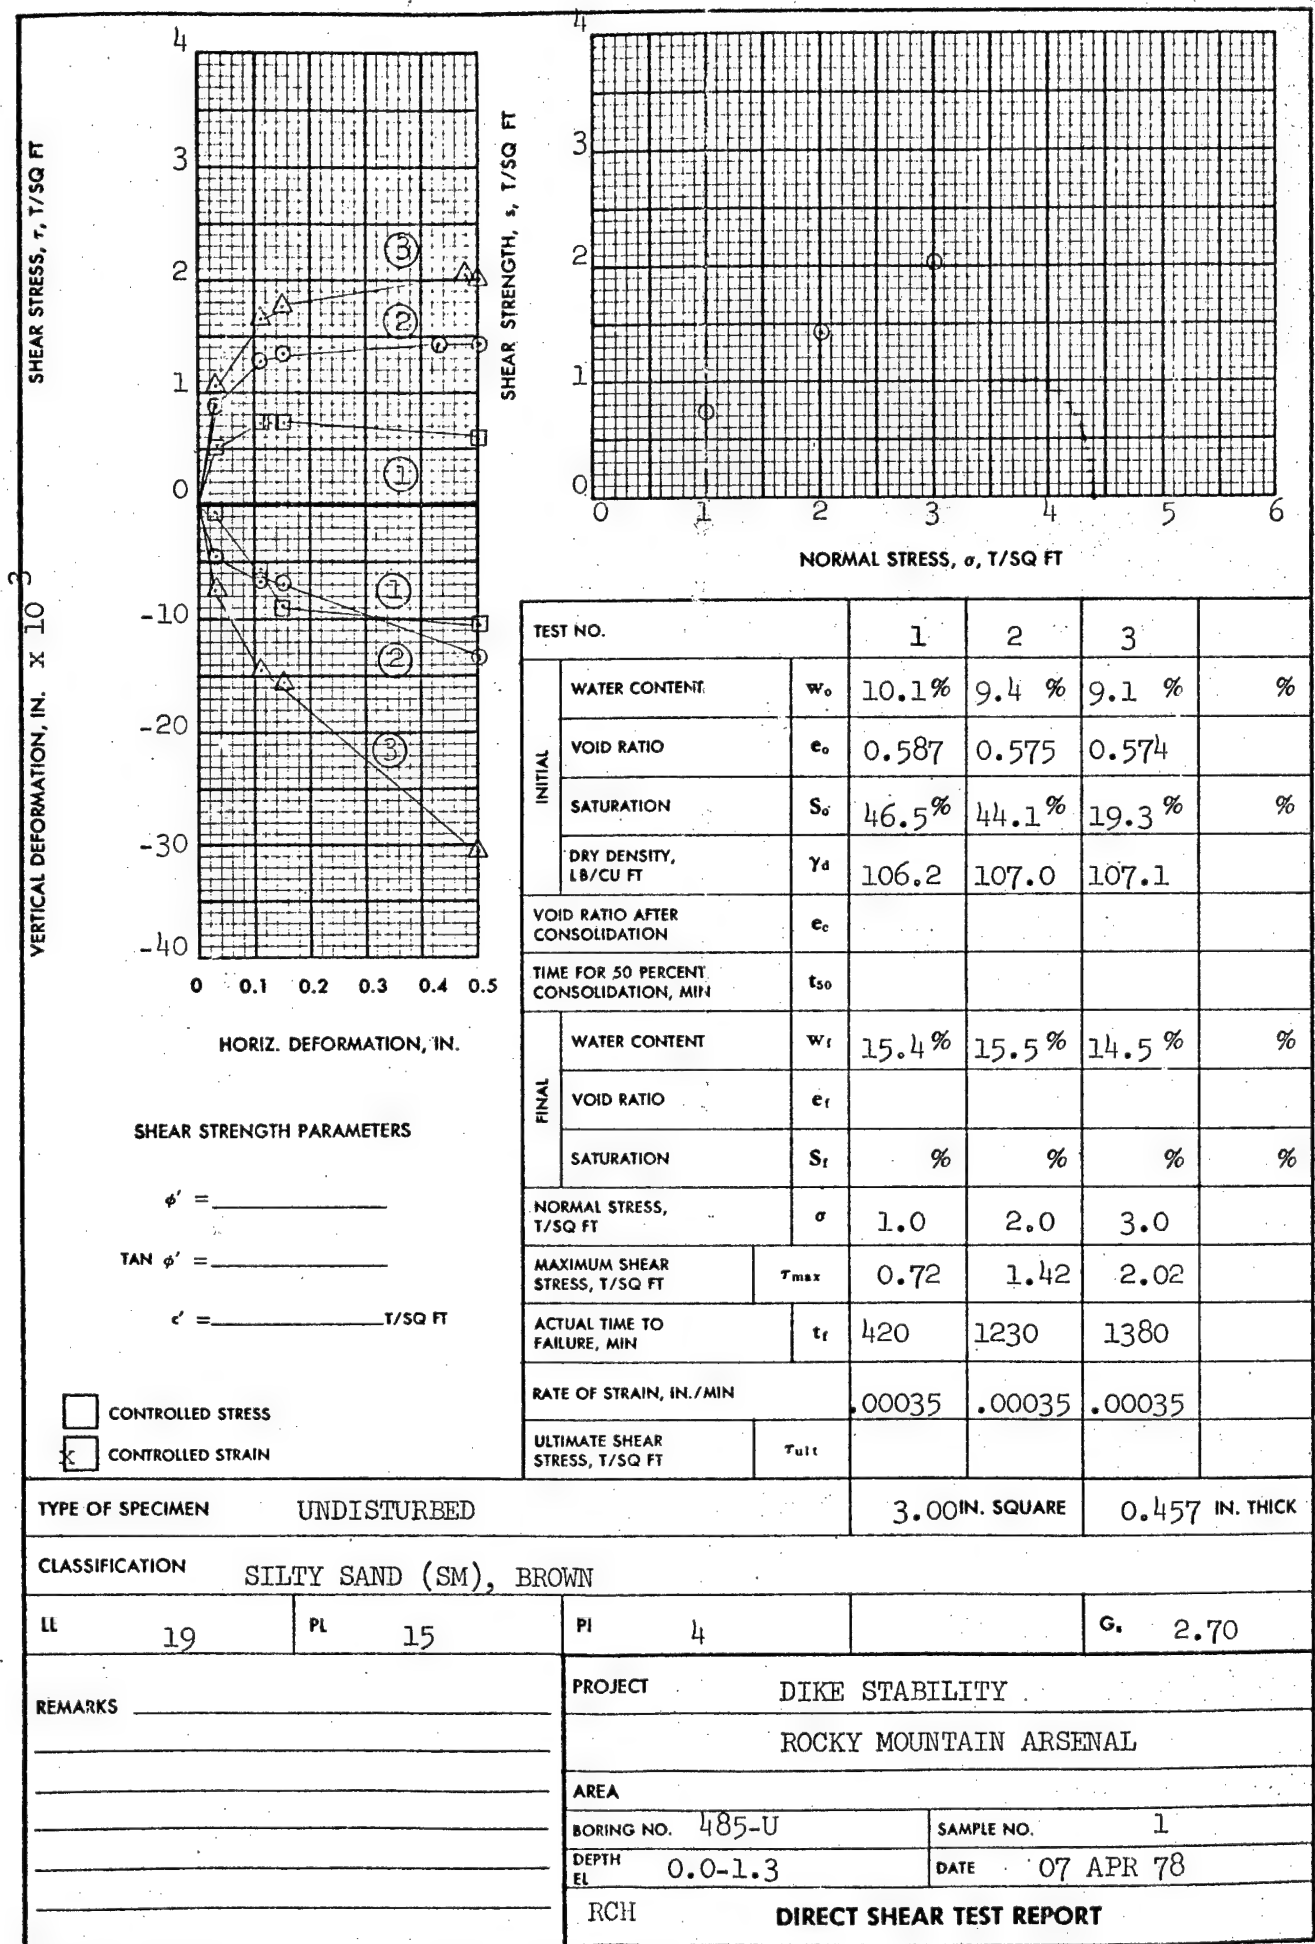 SHEAR STRESS, τ, T/SQ FT
4
3
2
1
0
③
②
①
VERTICAL DEFORMATION, IN. X 10³
-10
-20
-30
-40
①
②
③
0 0.1 0.2 0.3 0.4 0.5
HORIZ. DEFORMATION, IN.
SHEAR STRENGTH, s, T/SQ FT
4
3
2
1
0
0 1 2 3 4 5 6
NORMAL STRESS, σ, T/SQ FT
SHEAR STRENGTH PARAMETERS
φ′ =
TAN φ′ =
c′ = T/SQ FT
CONTROLLED STRESS
X CONTROLLED STRAIN
TEST NO. 1 2 3
INITIAL
WATER CONTENT w₀ 10.1% 9.4 % 9.1 % %
VOID RATIO e₀ 0.587 0.575 0.574
SATURATION S₀ 46.5% 44.1% 19.3 % %
DRY DENSITY, LB/CU FT γd 106.2 107.0 107.1
VOID RATIO AFTER CONSOLIDATION ec
TIME FOR 50 PERCENT CONSOLIDATION, MIN t₅₀
FINAL
WATER CONTENT wf 15.4% 15.5% 14.5 % %
VOID RATIO ef
SATURATION Sf % % % %
NORMAL STRESS, T/SQ FT σ 1.0 2.0 3.0
MAXIMUM SHEAR STRESS, T/SQ FT τmax 0.72 1.42 2.02
ACTUAL TIME TO FAILURE, MIN tf 420 1230 1380
RATE OF STRAIN, IN./MIN .00035 .00035 .00035
ULTIMATE SHEAR STRESS, T/SQ FT τult
TYPE OF SPECIMEN UNDISTURBED 3.00 IN. SQUARE 0.457 IN. THICK
CLASSIFICATION SILTY SAND (SM), BROWN
LL 19 PL 15 PI 4 Gs 2.70
REMARKS
PROJECT DIKE STABILITY
ROCKY MOUNTAIN ARSENAL
AREA
BORING NO. 485-U SAMPLE NO. 1
DEPTH EL 0.0-1.3 DATE 07 APR 78
RCH DIRECT SHEAR TEST REPORT